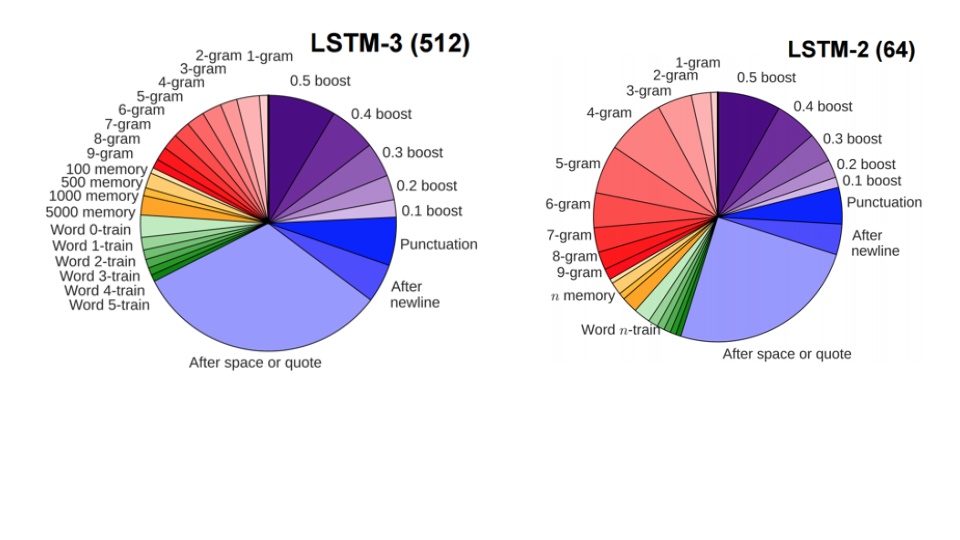 LSTM-3 (512)
2-gram 1-gram
3-gram
4-gram
5-gram
6-gram
7-gram
8-gram
9-gram
100 memory
500 memory
1000 memory
5000 memory
Word 0-train
Word 1-train
Word 2-train
Word 3-train
Word 4-train
Word 5-train
0.5 boost
0.4 boost
0.3 boost
0.2 boost
0.1 boost
Punctuation
After
newline
After space or quote
LSTM-2 (64)
1-gram
2-gram
3-gram
4-gram
5-gram
6-gram
7-gram
8-gram
9-gram
n memory
Word n-train
0.5 boost
0.4 boost
0.3 boost
0.2 boost
0.1 boost
Punctuation
After
newline
After space or quote